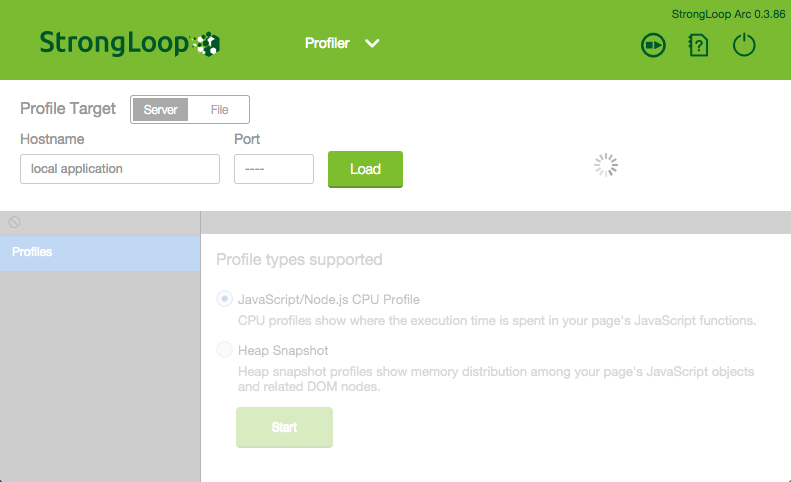 StrongLoop Arc 0.3.86
StrongLoop
Profiler
?
Profile Target
Server
File
Hostname
Port
local application
----
Load
Profiles
Profile types supported
JavaScript/Node.js CPU Profile
CPU profiles show where the execution time is spent in your page's JavaScript functions.
Heap Snapshot
Heap snapshot profiles show memory distribution among your page's JavaScript objects
and related DOM nodes.
Start